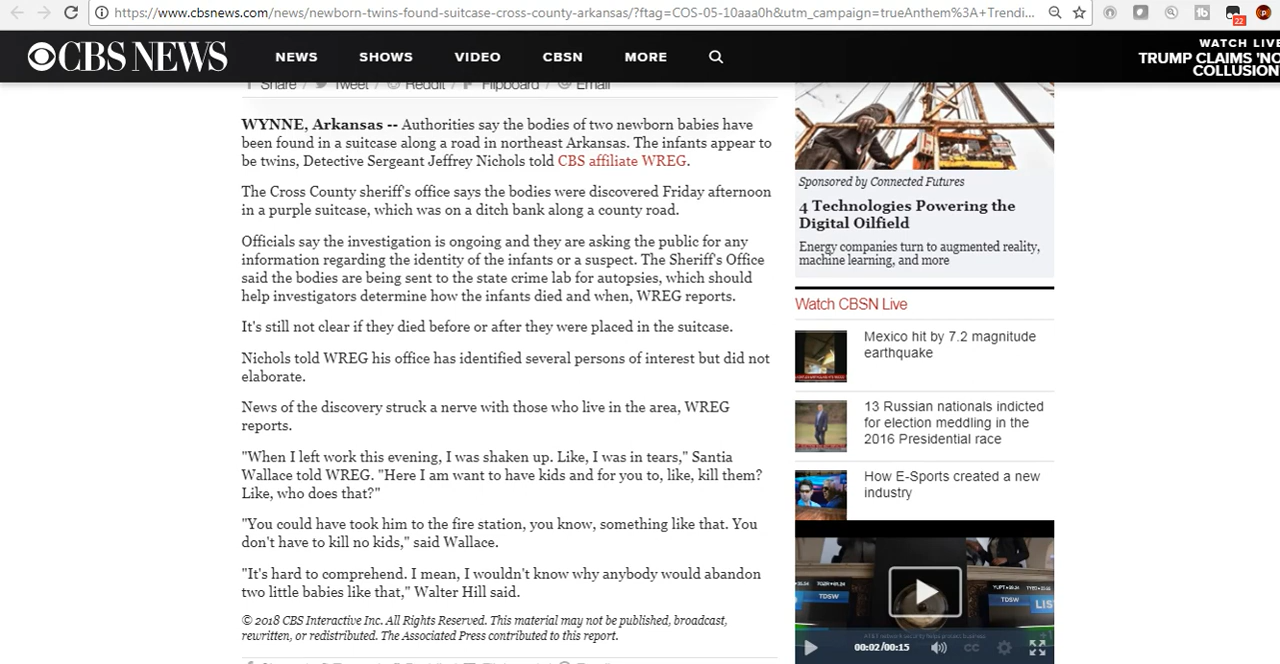 https://www.cbsnews.com/news/newborn-twins-found-suitcase-cross-county-arkansas/?ftag=COS-05-10aaa0h&utm_campaign=trueAnthem%3A+Trendi...
22
CBS NEWS
NEWS
SHOWS
VIDEO
CBSN
MORE
WATCH LIVE
TRUMP CLAIMS 'NO
COLLUSION
Share / Tweet / Reddit / Flipboard / Email
WYNNE, Arkansas -- Authorities say the bodies of two newborn babies have
been found in a suitcase along a road in northeast Arkansas. The infants appear to
be twins, Detective Sergeant Jeffrey Nichols told CBS affiliate WREG.
The Cross County sheriff's office says the bodies were discovered Friday afternoon
in a purple suitcase, which was on a ditch bank along a county road.
Officials say the investigation is ongoing and they are asking the public for any
information regarding the identity of the infants or a suspect. The Sheriff's Office
said the bodies are being sent to the state crime lab for autopsies, which should
help investigators determine how the infants died and when, WREG reports.
It's still not clear if they died before or after they were placed in the suitcase.
Nichols told WREG his office has identified several persons of interest but did not
elaborate.
News of the discovery struck a nerve with those who live in the area, WREG
reports.
"When I left work this evening, I was shaken up. Like, I was in tears," Santia
Wallace told WREG. "Here I am want to have kids and for you to, like, kill them?
Like, who does that?"
"You could have took him to the fire station, you know, something like that. You
don't have to kill no kids," said Wallace.
"It's hard to comprehend. I mean, I wouldn't know why anybody would abandon
two little babies like that," Walter Hill said.
© 2018 CBS Interactive Inc. All Rights Reserved. This material may not be published, broadcast,
rewritten, or redistributed. The Associated Press contributed to this report.
Sponsored by Connected Futures
4 Technologies Powering the
Digital Oilfield
Energy companies turn to augmented reality,
machine learning, and more
Watch CBSN Live
Mexico hit by 7.2 magnitude
earthquake
13 Russian nationals indicted
for election meddling in the
2016 Presidential race
How E-Sports created a new
industry
TDSW
TDSW
LIS
00:02/00:15
CC